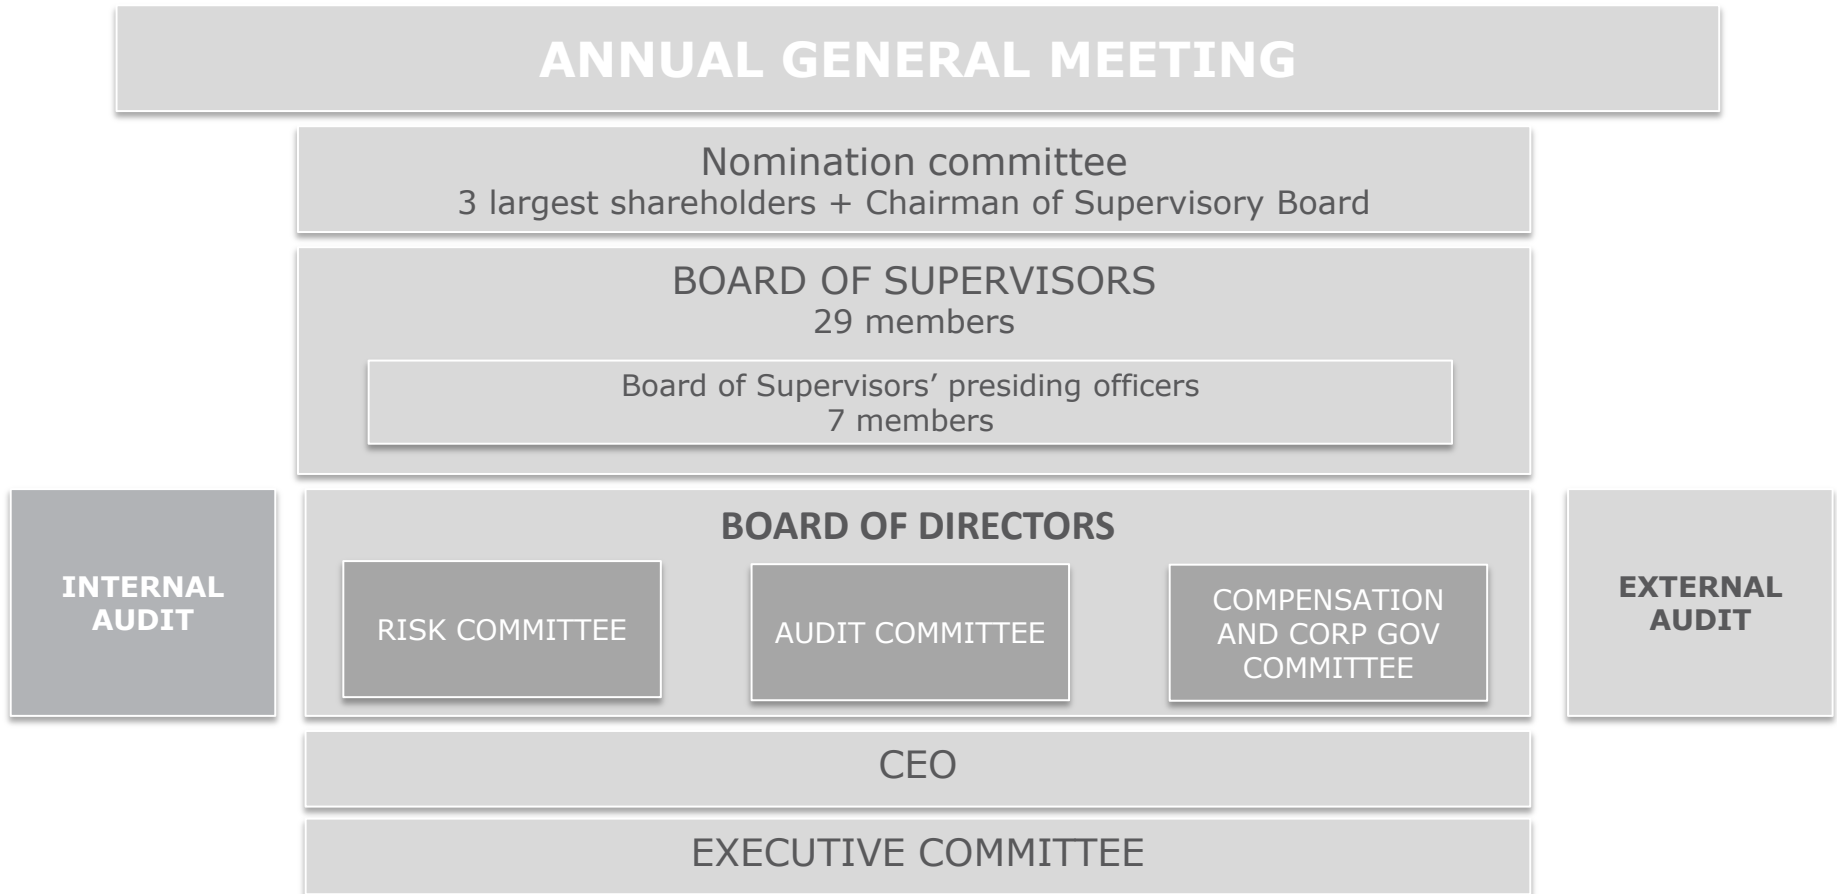 ANNUAL GENERAL MEETING
Nomination committee
3 largest shareholders + Chairman of Supervisory Board
BOARD OF SUPERVISORS
29 members
Board of Supervisors’ presiding officers
7 members
INTERNAL
AUDIT
BOARD OF DIRECTORS
RISK COMMITTEE
AUDIT COMMITTEE
COMPENSATION
AND CORP GOV
COMMITTEE
EXTERNAL
AUDIT
CEO
EXECUTIVE COMMITTEE